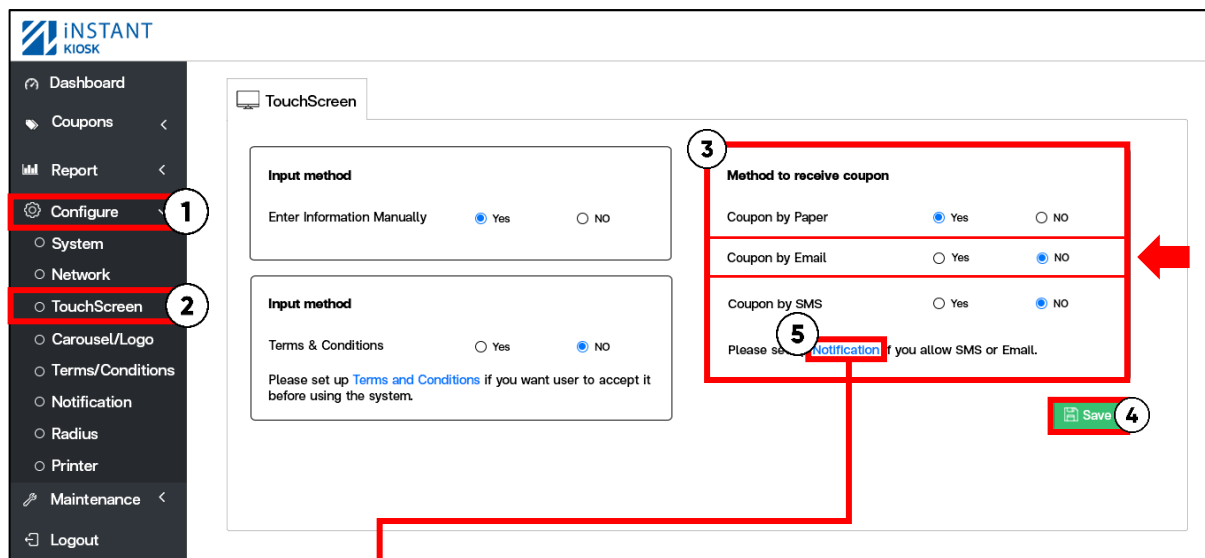 iNSTANT
KIOSK
Dashboard
Coupons
Report
Configure
1
System
Network
TouchScreen
2
Carousel/Logo
Terms/Conditions
Notification
Radius
Printer
Maintenance
Logout
TouchScreen
Input method
Enter Information Manually Yes NO
Input method
Terms & Conditions Yes NO
Please set up Terms and Conditions if you want user to accept it
before using the system.
3
Method to receive coupon
Coupon by Paper Yes NO
Coupon by Email Yes NO
Coupon by SMS Yes NO
5
Please set Notification if you allow SMS or Email.
Save
4